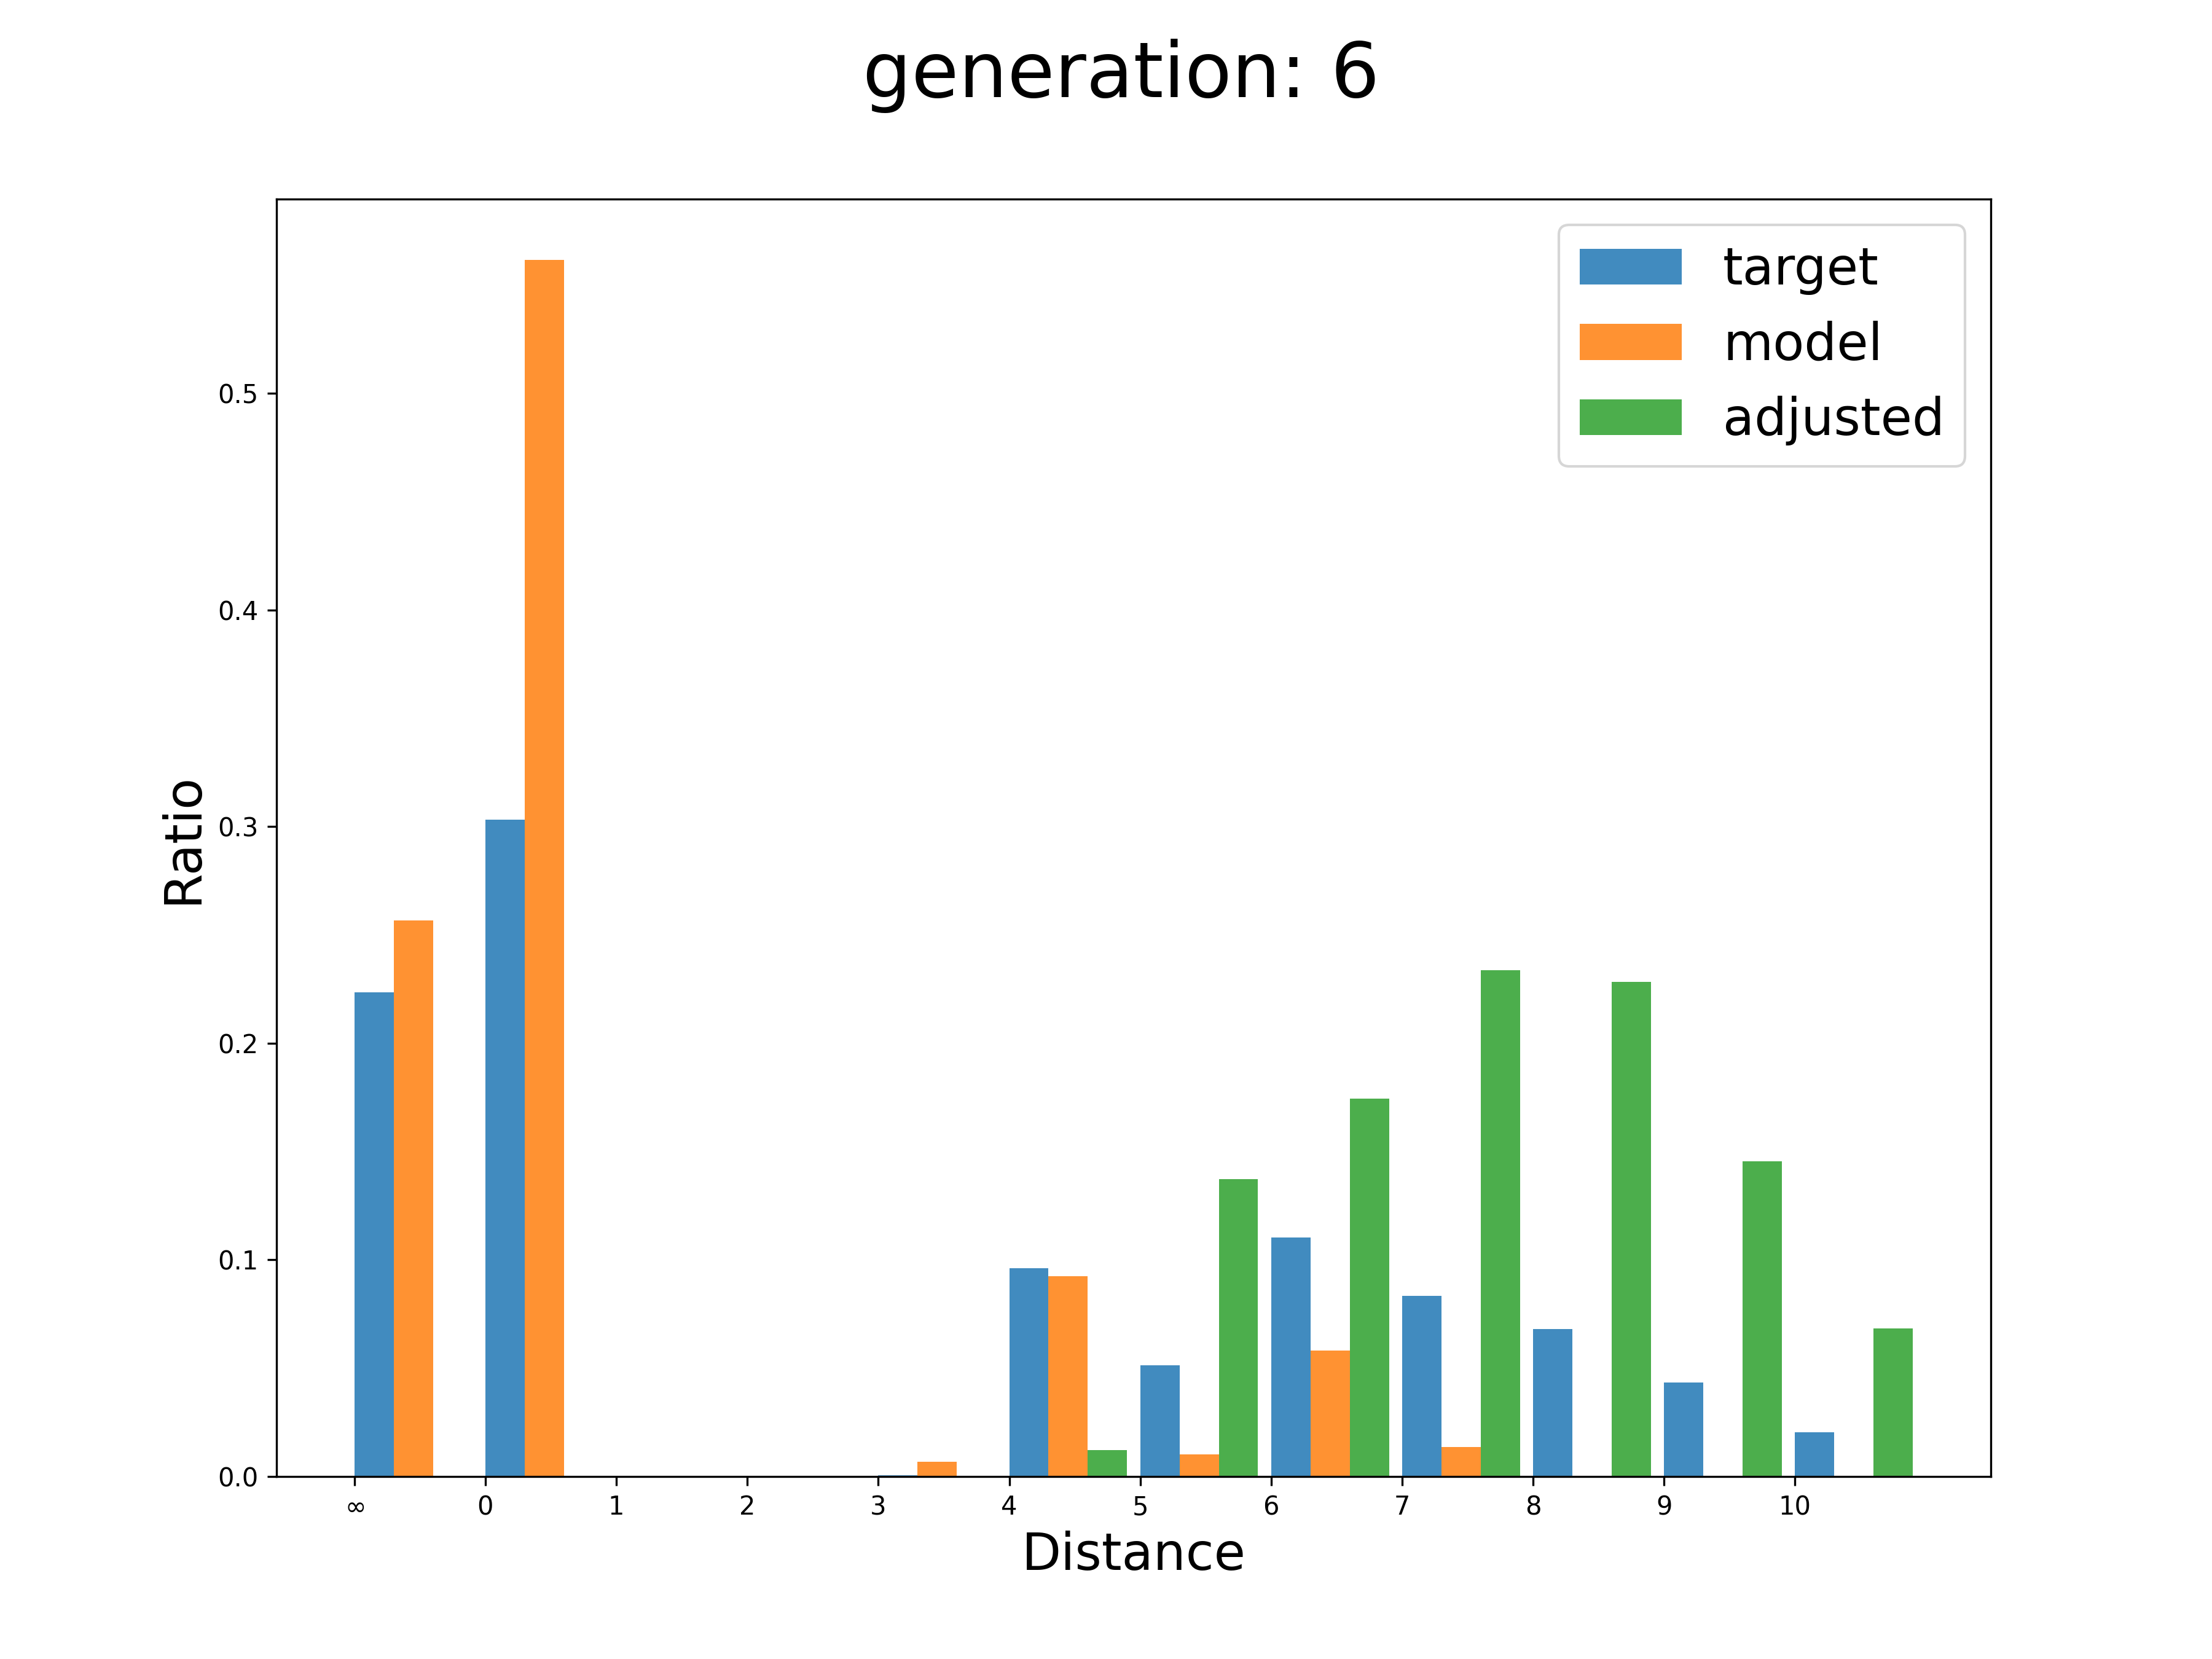 generation: 6
target
model
adjusted
Ratio
0.5
0.4
0.3
0.2
0.1
0.0
∞ 0 1 2 3 4 5 6 7 8 9 10
Distance